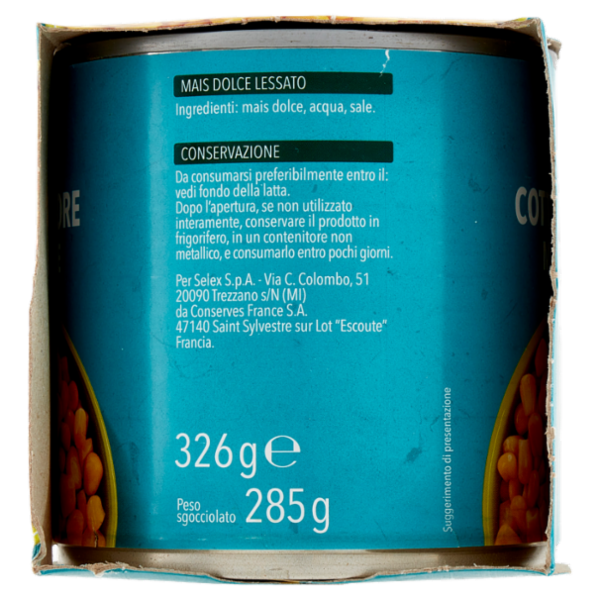 MAIS DOLCE LESSATO
Ingredienti: mais dolce, acqua, sale.
CONSERVAZIONE
Da consumarsi preferibilmente entro il:
vedi fondo della latta.
Dopo l'apertura, se non utilizzato
interamente, conservare il prodotto in
frigorifero, in un contenitore non
metallico, e consumarlo entro pochi giorni.
Per Selex S.p.A. - Via C. Colombo, 51
20090 Trezzano s/N (MI)
da Conserves France S.A.
47140 Saint Sylvestre sur Lot "Escoute"
Francia.
326 g e
Peso
sgocciolato 285 g
Suggerimento di presentazione